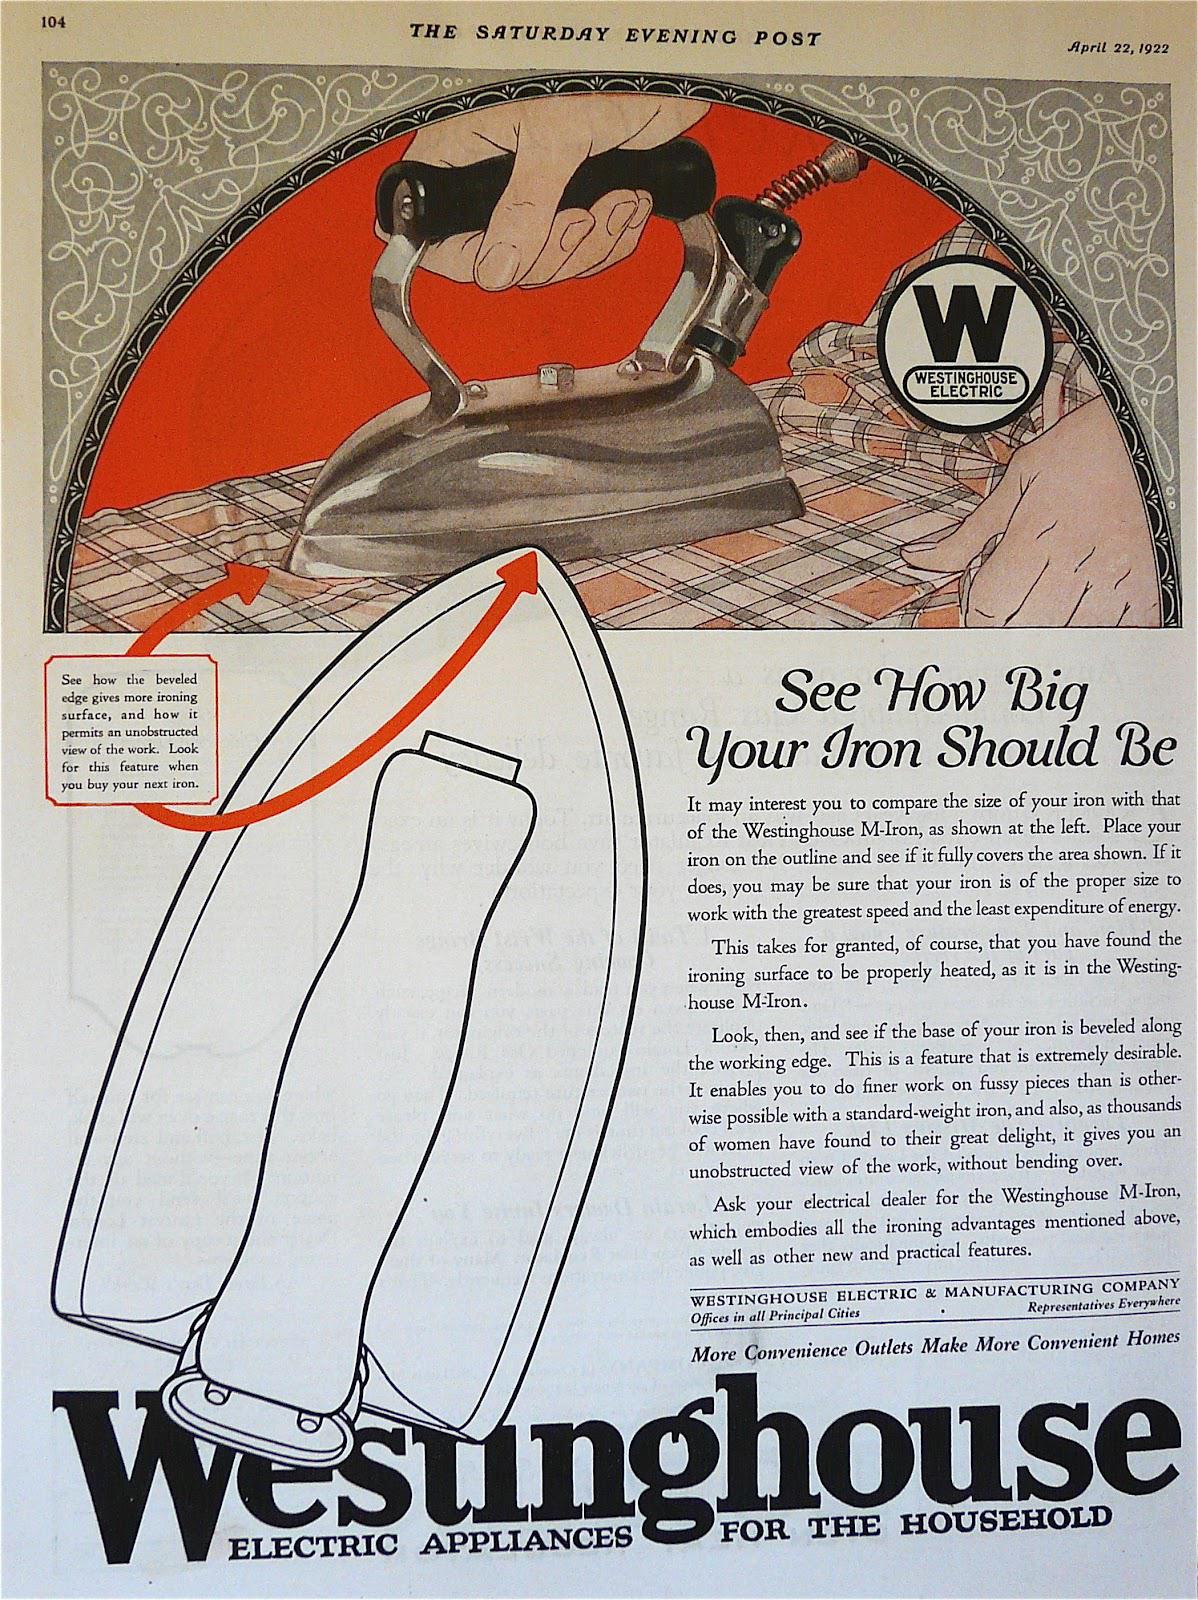 104
THE SATURDAY EVENING POST
April 22, 1922
W
WESTINGHOUSE
ELECTRIC
See how the beveled
edge gives more ironing
surface, and how it
permits an unobstructed
view of the work. Look
for this feature when
you buy your next iron.
See How Big
Your Iron Should Be
It may interest you to compare the size of your iron with that
of the Westinghouse M-Iron, as shown at the left. Place your
iron on the outline and see if it fully covers the area shown. If it
does, you may be sure that your iron is of the proper size to
work with the greatest speed and the least expenditure of energy.
This takes for granted, of course, that you have found the
ironing surface to be properly heated, as it is in the Westing-
house M-Iron.
Look, then, and see if the base of your iron is beveled along
the working edge. This is a feature that is extremely desirable.
It enables you to do finer work on fussy pieces than is other-
wise possible with a standard-weight iron, and also, as thousands
of women have found to their great delight, it gives you an
unobstructed view of the work, without bending over.
Ask your electrical dealer for the Westinghouse M-Iron,
which embodies all the ironing advantages mentioned above,
as well as other new and practical features.
WESTINGHOUSE ELECTRIC & MANUFACTURING COMPANY
Offices in all Principal Cities Representatives Everywhere
More Convenience Outlets Make More Convenient Homes
Westinghouse
ELECTRIC APPLIANCES FOR THE HOUSEHOLD